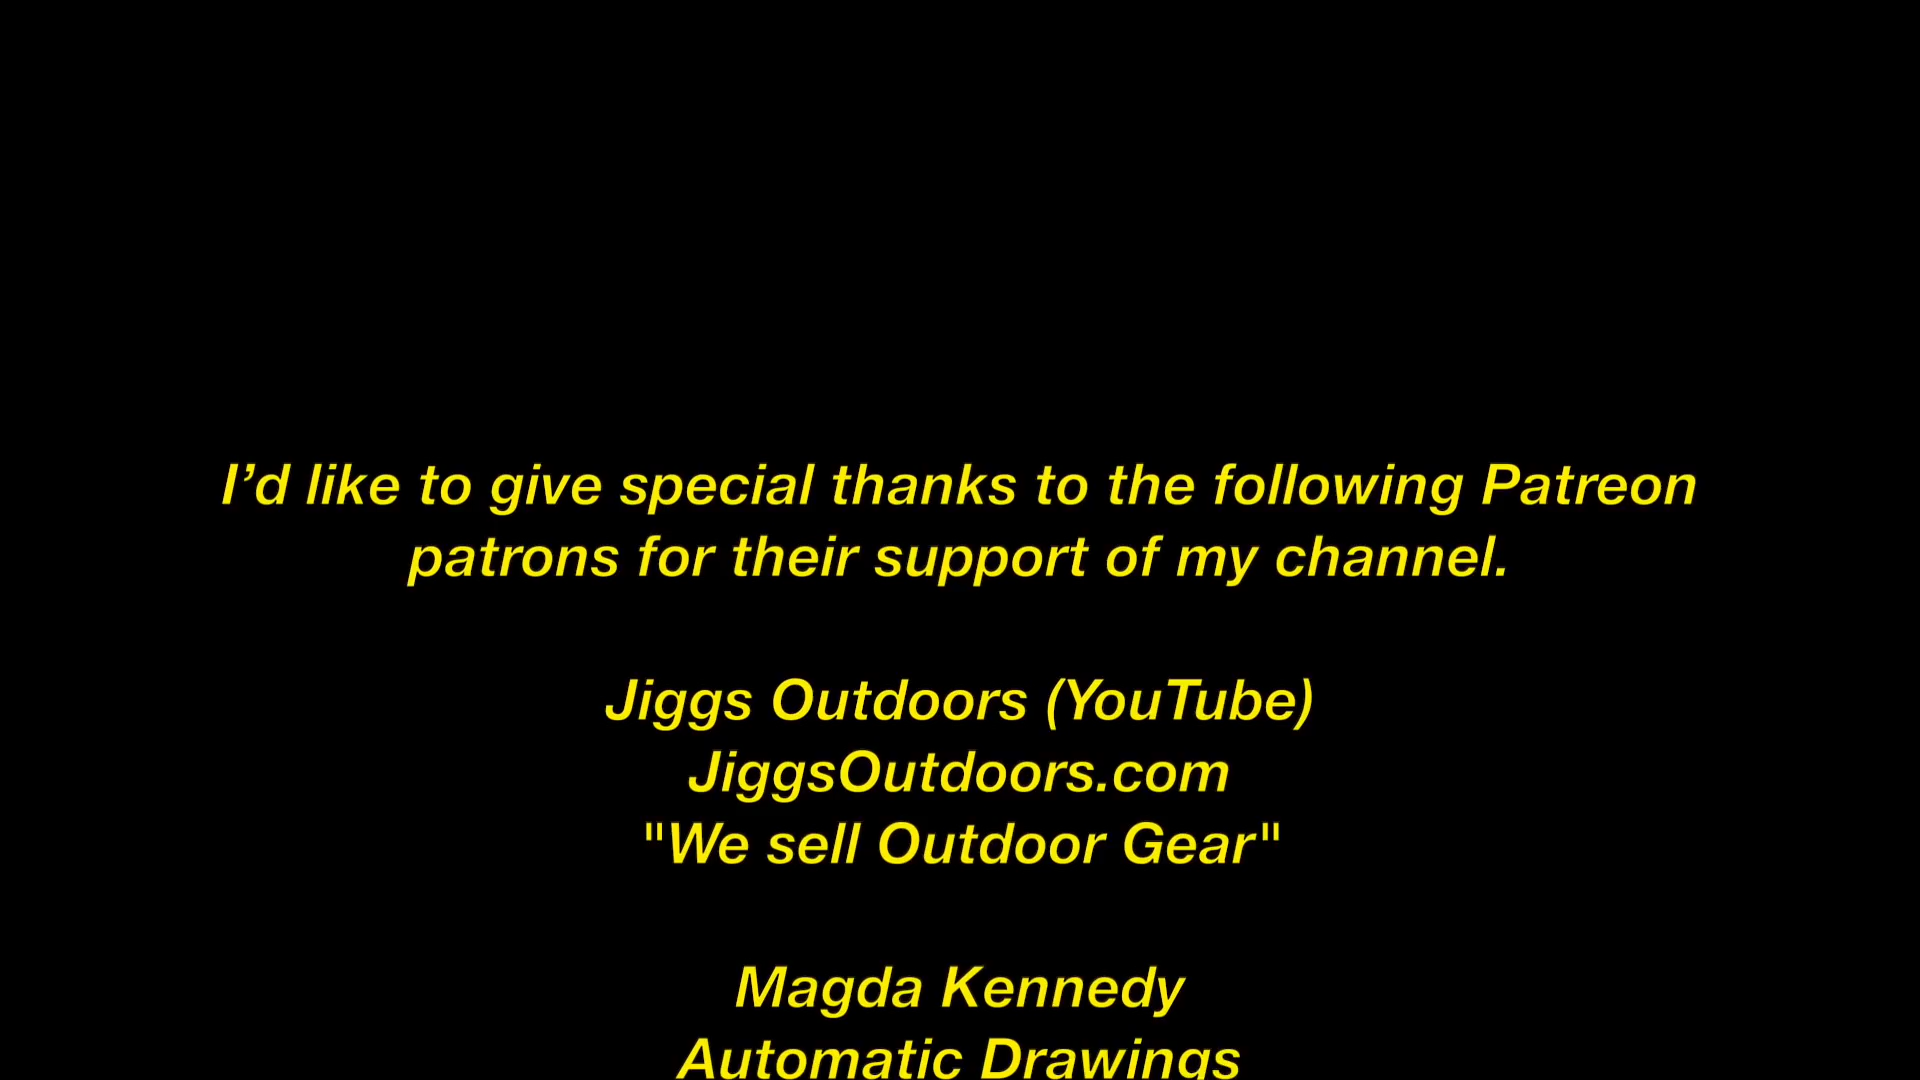 I’d like to give special thanks to the following Patreon
patrons for their support of my channel.
Jiggs Outdoors (YouTube)
JiggsOutdoors.com
"We sell Outdoor Gear"
Magda Kennedy
Automatic Drawings